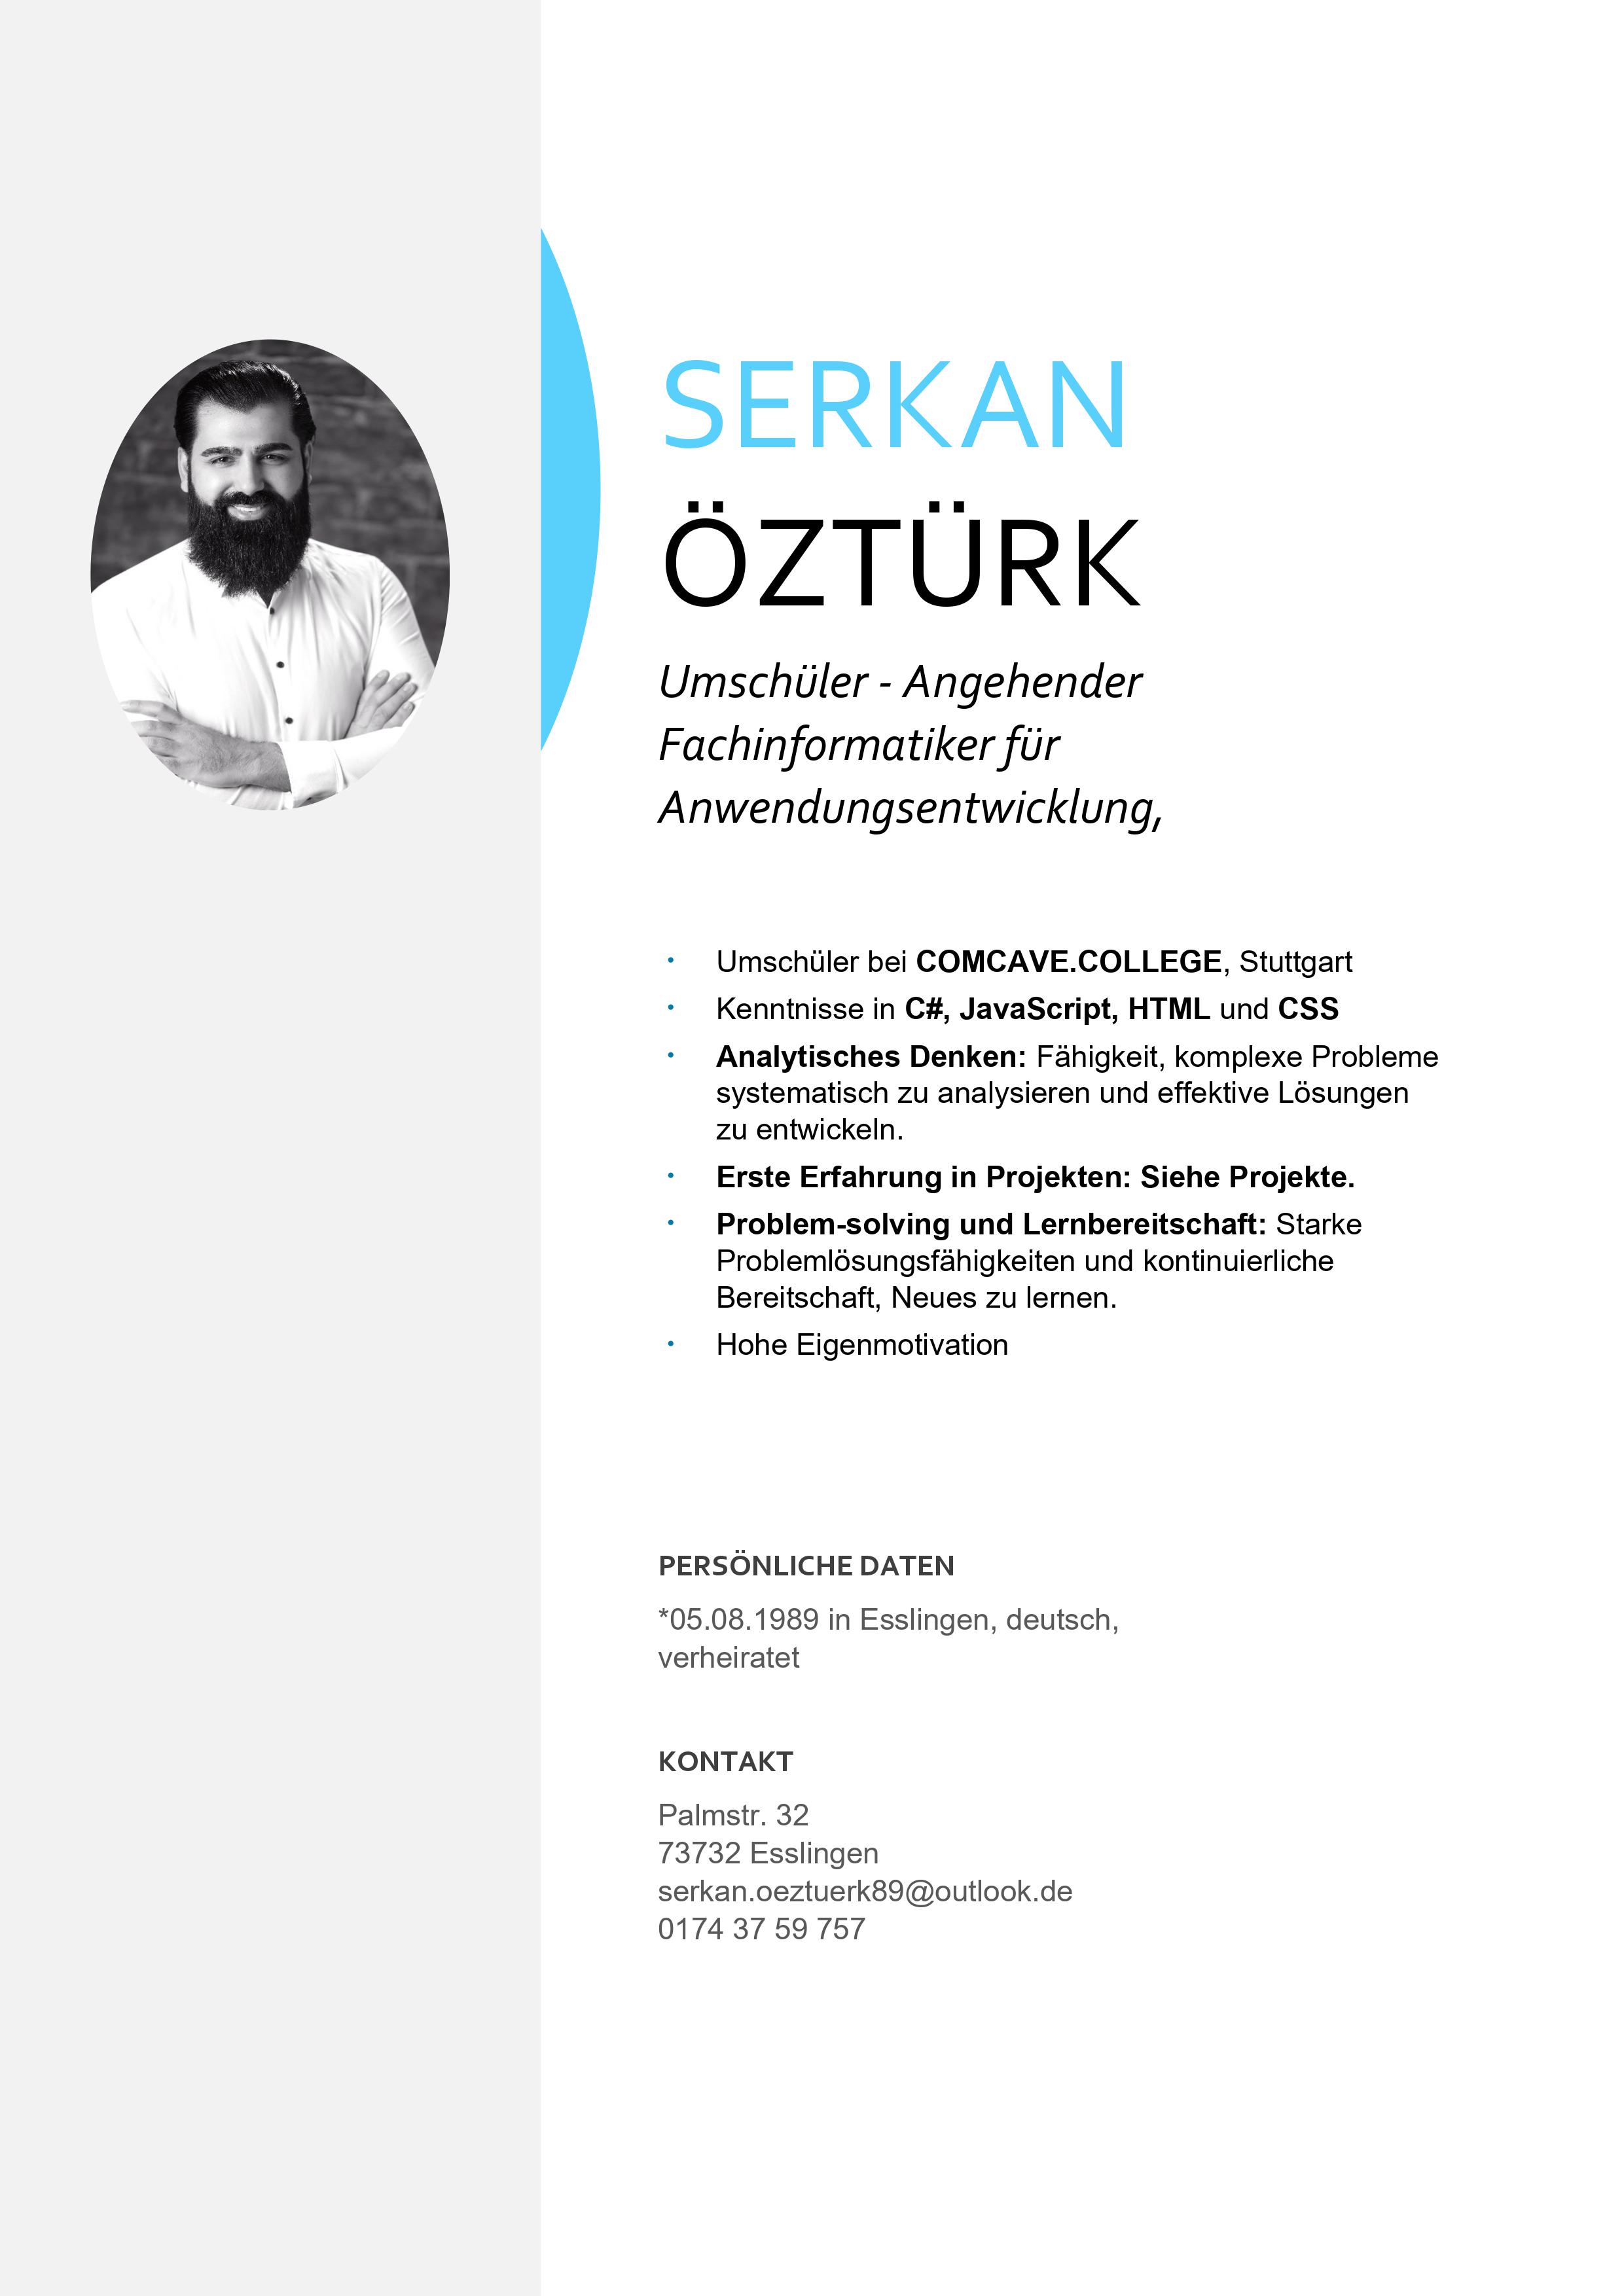 SERKAN
ÖZTÜRK
Umschüler - Angehender
Fachinformatiker für
Anwendungsentwicklung,
• Umschüler bei COMCAVE.COLLEGE, Stuttgart
• Kenntnisse in C#, JavaScript, HTML und CSS
• Analytisches Denken: Fähigkeit, komplexe Probleme
systematisch zu analysieren und effektive Lösungen
zu entwickeln.
• Erste Erfahrung in Projekten: Siehe Projekte.
• Problem-solving und Lernbereitschaft: Starke
Problemlösungsfähigkeiten und kontinuierliche
Bereitschaft, Neues zu lernen.
• Hohe Eigenmotivation
PERSÖNLICHE DATEN
*05.08.1989 in Esslingen, deutsch,
verheiratet
KONTAKT
Palmstr. 32
73732 Esslingen
serkan.oeztuerk89@outlook.de
0174 37 59 757